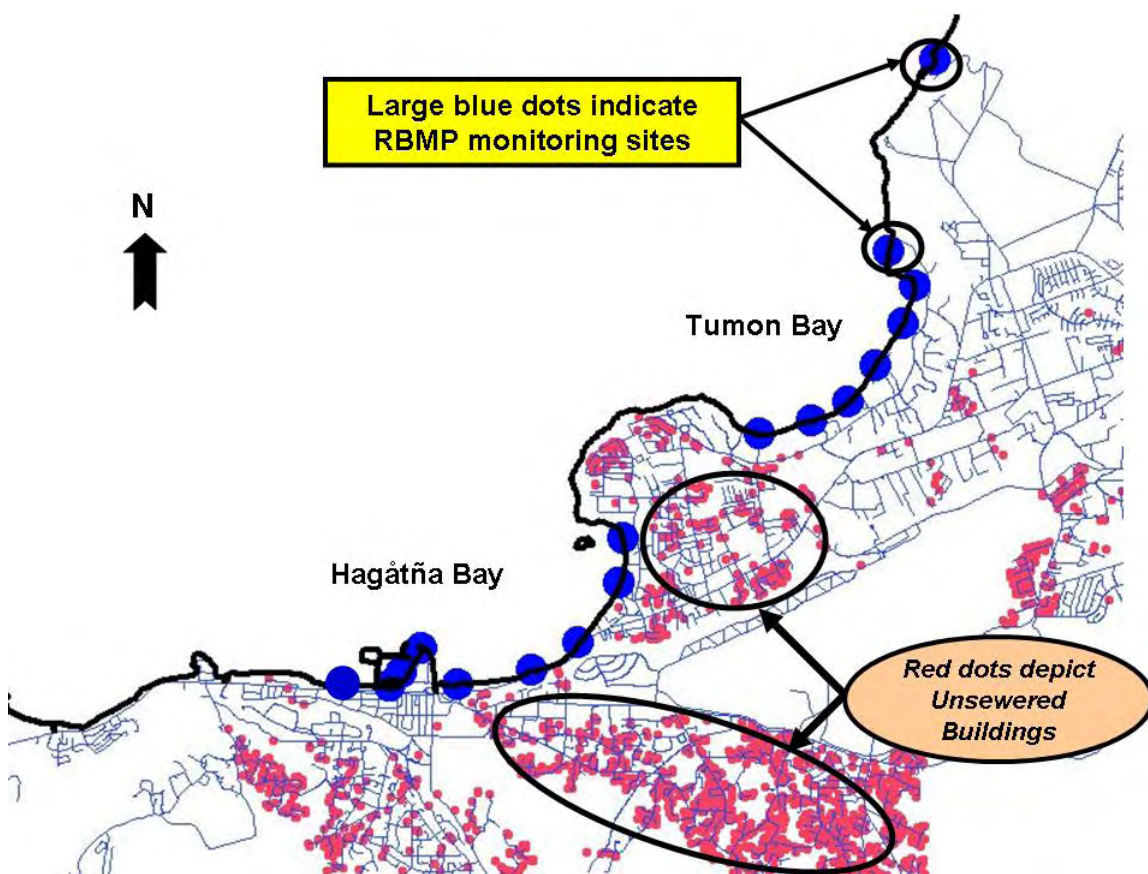 Large blue dots indicate
RBMP monitoring sites
N
Tumon Bay
Hagåtña Bay
Red dots depict
Unsewered
Buildings